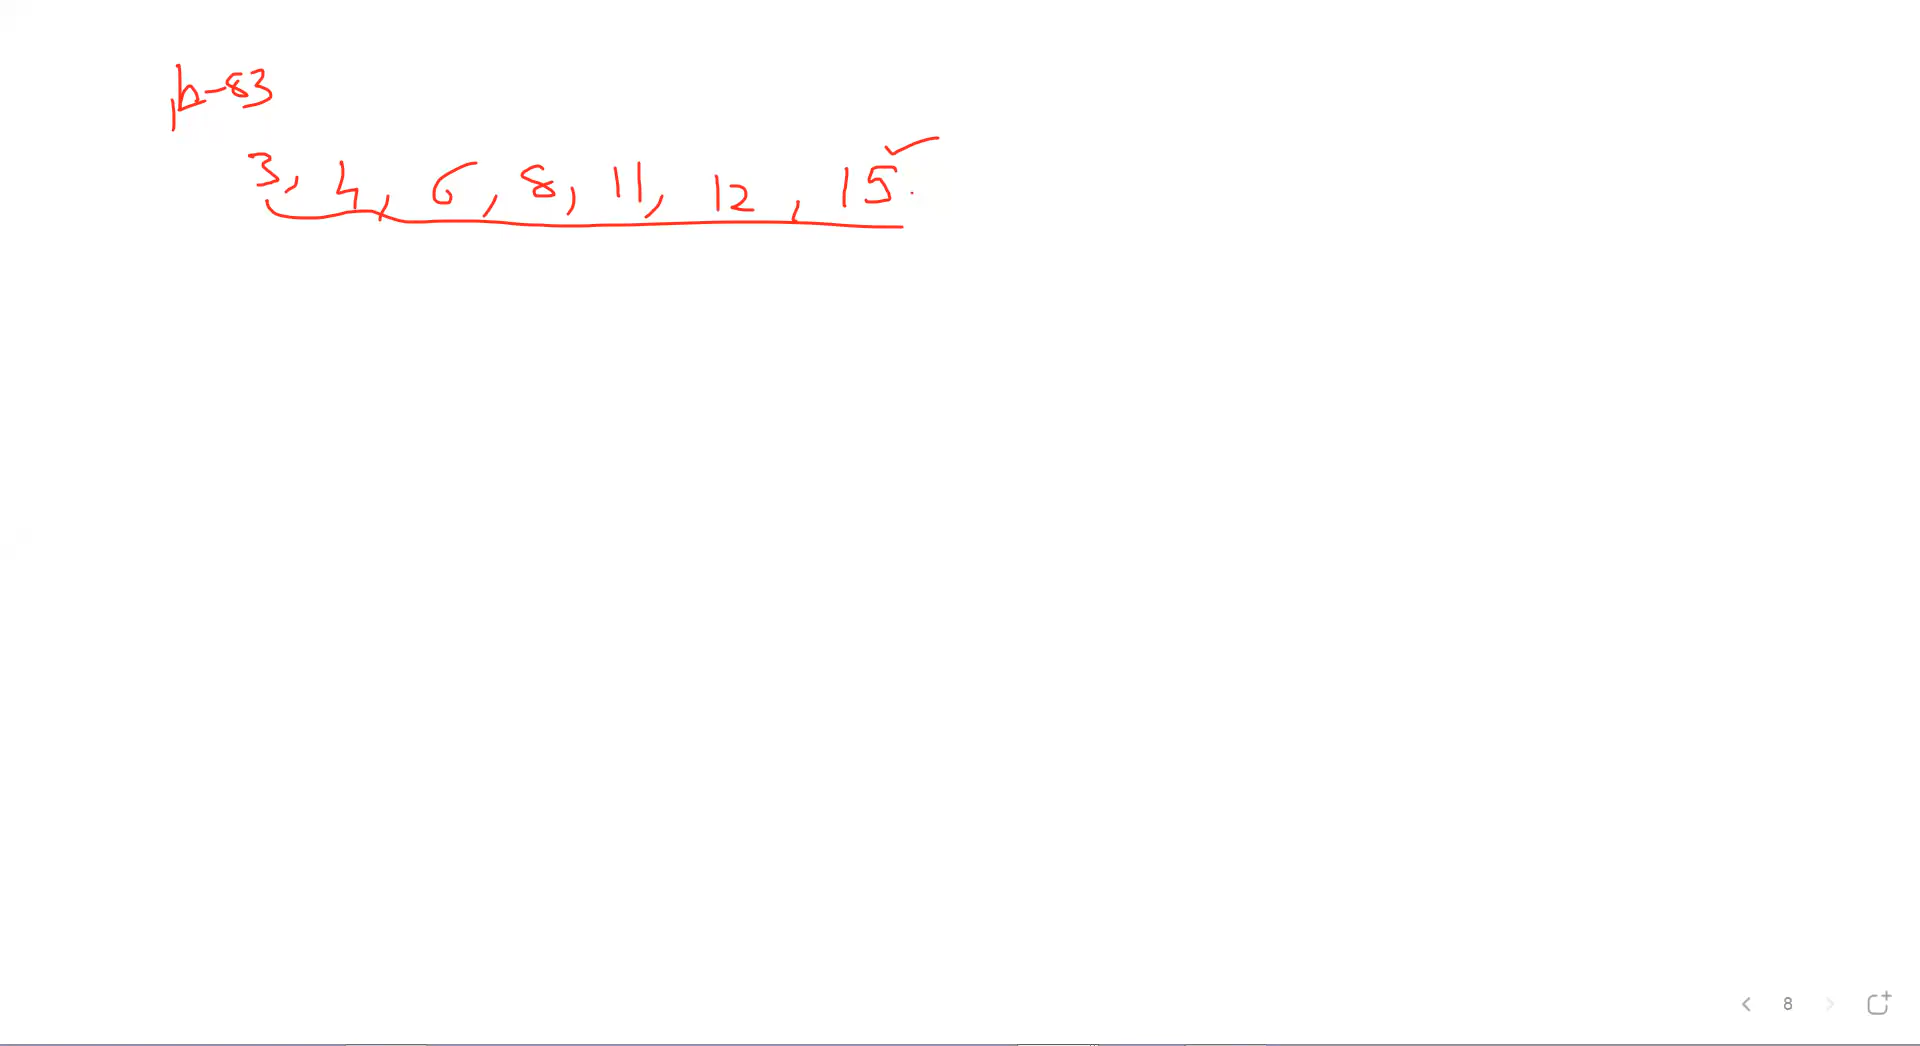 p-83
3, 4, 6, 8, 11, 12, 15.
8